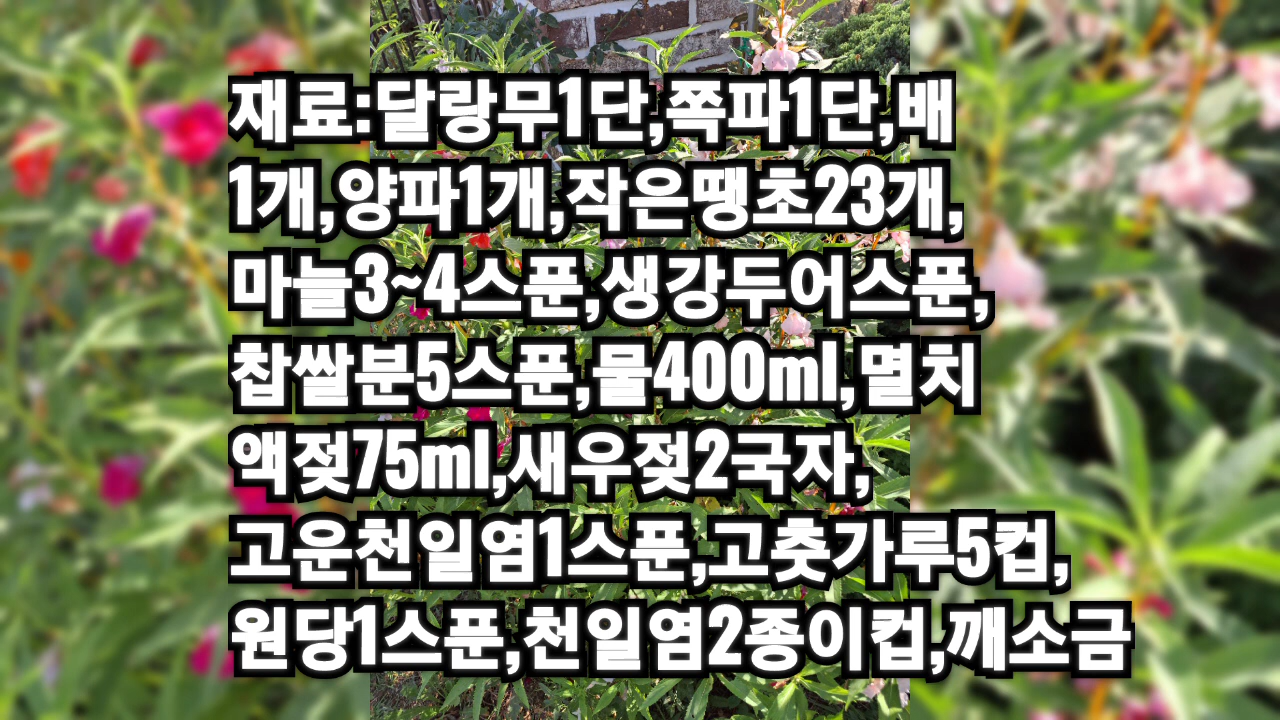 재료:달랑무1단,쪽파1단,배
1개,양파1개,작은땡초23개,
마늘3~4스푼,생강두어스푼,
찹쌀분5스푼,물400ml,멸치
액젖75ml,새우젖2국자,
고운천일염1스푼,고춧가루5컵,
원당1스푼,천일염2종이컵,깨소금